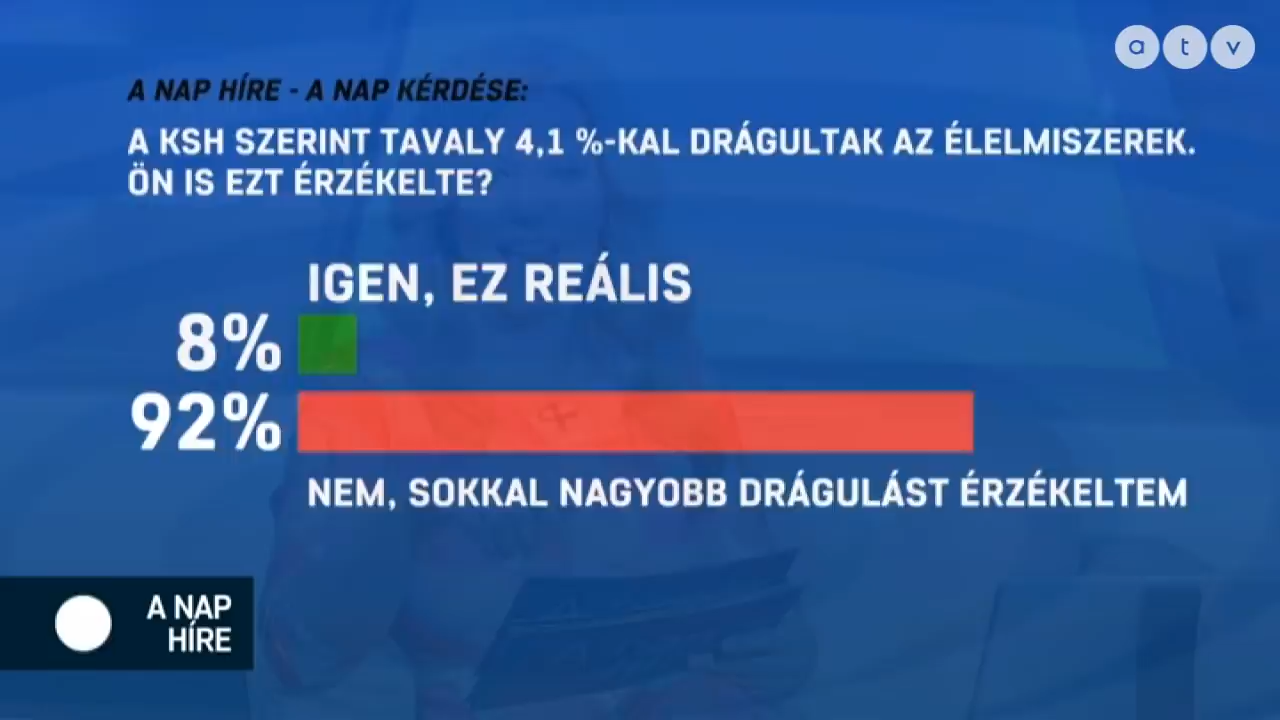 a t v
A NAP HÍRE - A NAP KÉRDÉSE:
A KSH SZERINT TAVALY 4,1 %-KAL DRÁGULTAK AZ ÉLELMISZEREK.
ÖN IS EZT ÉRZÉKELTE?
IGEN, EZ REÁLIS
8%
92%
NEM, SOKKAL NAGYOBB DRÁGULÁST ÉRZÉKELTEM
A NAP
HÍRE